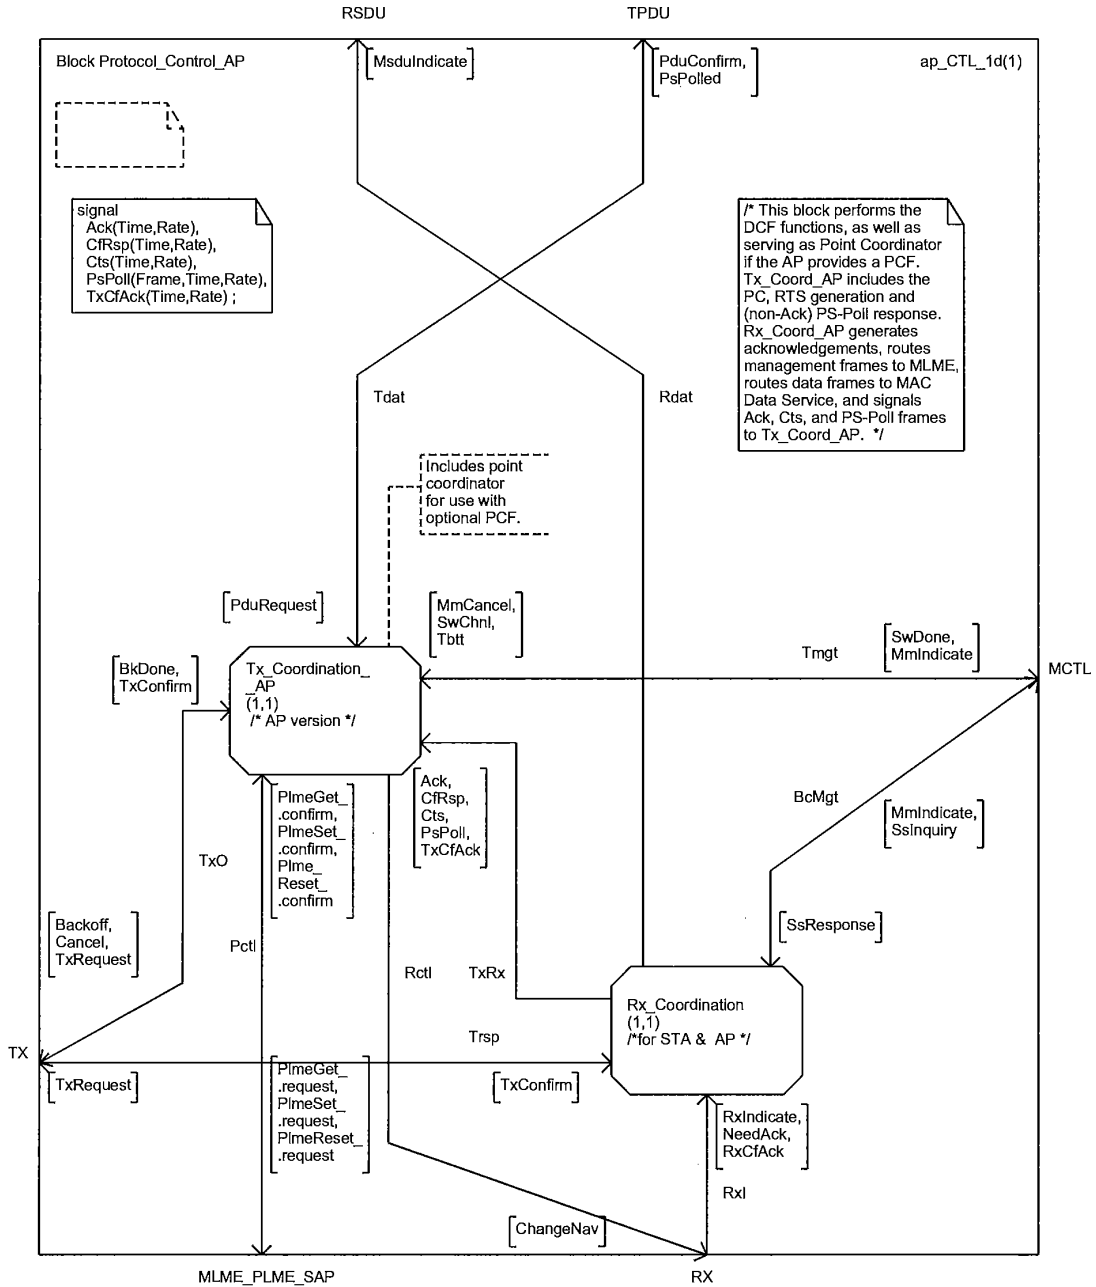 RSDU
TPDU
Block Protocol_Control_AP
MsduIndicate
PduConfirm,
PsPolled
ap_CTL_1d(1)
signal
Ack(Time,Rate),
CfRsp(Time,Rate),
Cts(Time,Rate),
PsPoll(Frame,Time,Rate),
TxCfAck(Time,Rate) ;
/* This block performs the
DCF functions, as well as
serving as Point Coordinator
if the AP provides a PCF.
Tx_Coord_AP includes the
PC, RTS generation and
(non-Ack) PS-Poll response.
Rx_Coord_AP generates
acknowledgements, routes
management frames to MLME,
routes data frames to MAC
Data Service, and signals
Ack, Cts, and PS-Poll frames
to Tx_Coord_AP. */
Tdat
Rdat
Includes point
coordinator
for use with
optional PCF.
PduRequest
MmCancel,
SwChnl,
Tbtt
SwDone,
MmIndicate
Tmgt
MCTL
BkDone,
TxConfirm
Tx_Coordination_
_AP
(1,1)
/* AP version */
PlmeGet_
.confirm,
PlmeSet_
.confirm,
Plme_
Reset_
.confirm
Ack,
CfRsp,
Cts,
PsPoll,
TxCfAck
BcMgt
MmIndicate,
SsInquiry
TxO
Backoff,
Cancel,
TxRequest
Pctl
Rctl
TxRx
SsResponse
Rx_Coordination
(1,1)
/*for STA & AP */
Trsp
TX
TxRequest
PlmeGet_
.request,
PlmeSet_
.request,
PlmeReset_
.request
TxConfirm
RxIndicate,
NeedAck,
RxCfAck
RxI
ChangeNav
MLME_PLME_SAP
RX